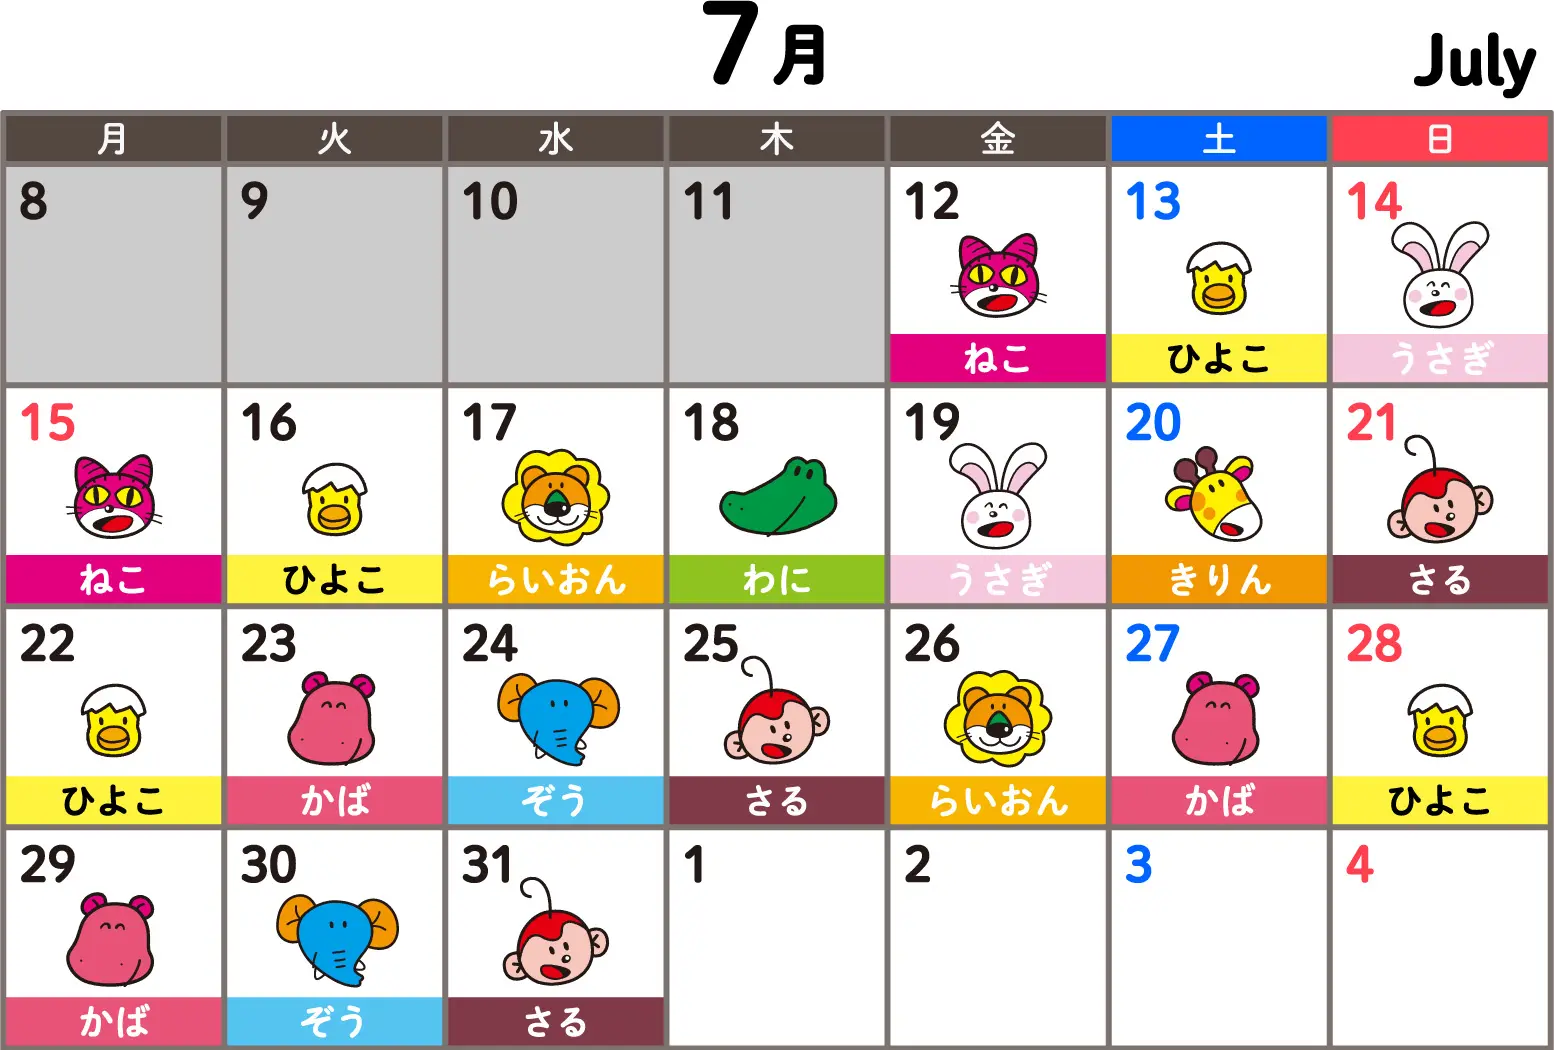 7月
July
月 火 水 木 金 土 日
8 9 10 11 12 13 14
ねこ ひよこ うさぎ
15 16 17 18 19 20 21
ねこ ひよこ らいおん わに うさぎ きりん さる
22 23 24 25 26 27 28
ひよこ かば ぞう さる らいおん かば ひよこ
29 30 31 1 2 3 4
かば ぞう さる